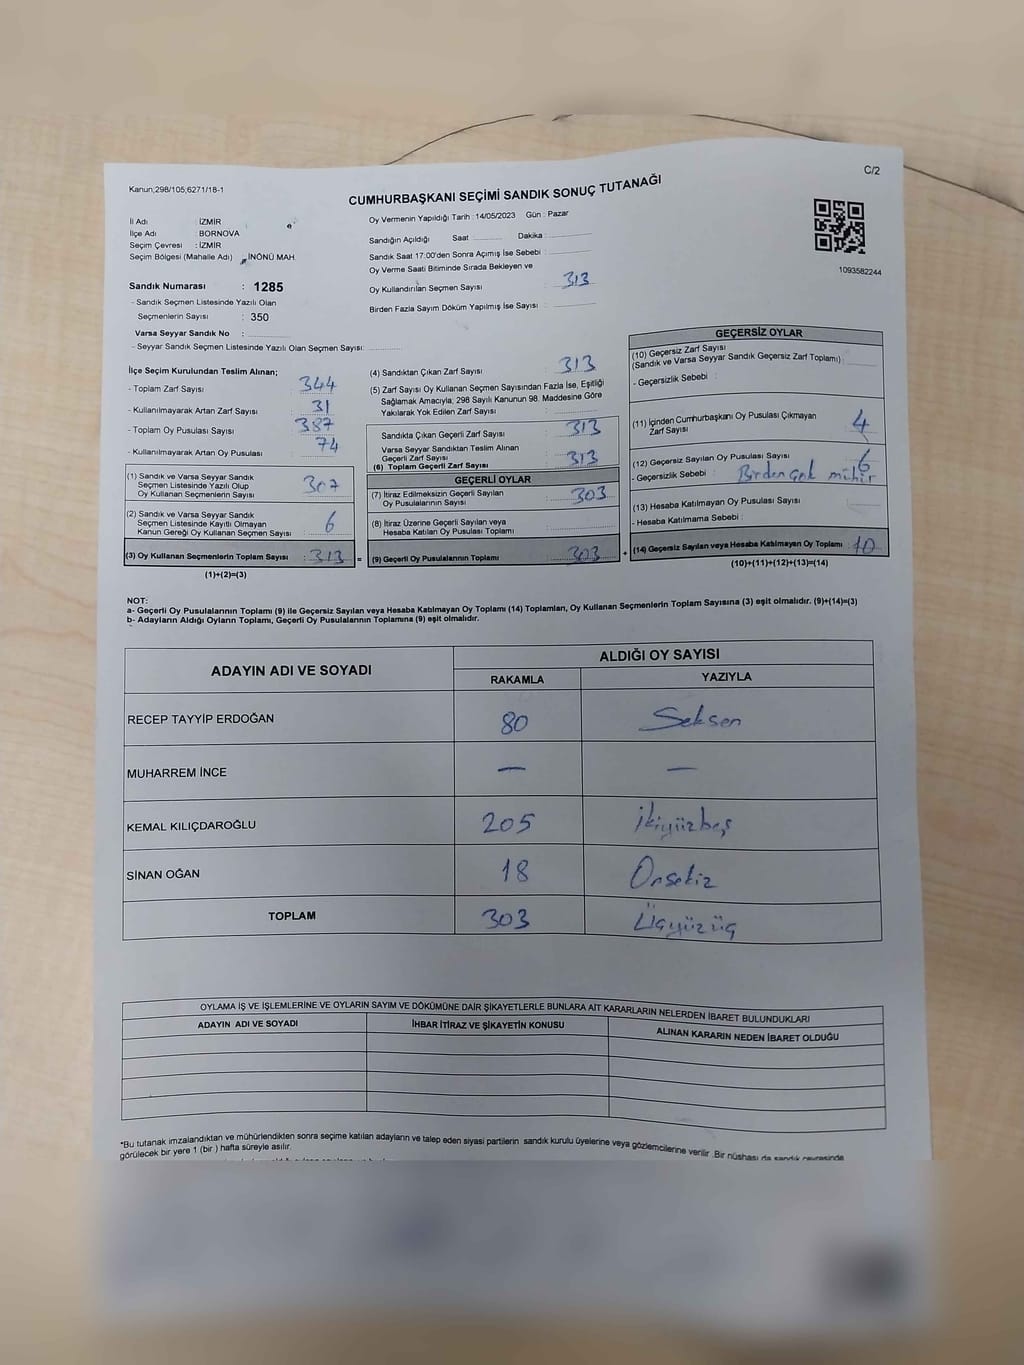 C/2
Kanun;298/105;6271/18-1
CUMHURBAŞKANI SEÇİMİ SANDIK SONUÇ TUTANAĞI
İl Adı İZMİR
İlçe Adı BORNOVA
Seçim Çevresi : İZMİR
Seçim Bölgesi (Mahalle Adı) İNÖNÜ MAH.
Sandık Numarası : 1285
- Sandık Seçmen Listesinde Yazılı Olan
Seçmenlerin Sayısı : 350
Varsa Seyyar Sandık No :
- Seyyar Sandık Seçmen Listesinde Yazılı Olan Seçmen Sayısı:
Oy Vermenin Yapıldığı Tarih : 14/05/2023 Gün : Pazar
Sandığın Açıldığı Saat Dakika :
Sandık Saat 17:00'den Sonra Açımış İse Sebebi :
Oy Verme Saati Bitiminde Sırada Bekleyen ve
Oy Kullandırılan Seçmen Sayısı : 313
Birden Fazla Sayım Döküm Yapılmış İse Sayısı :
1093582244
İlçe Seçim Kurulundan Teslim Alınan;
- Toplam Zarf Sayısı : 344
- Kullanılmayarak Artan Zarf Sayısı : 31
- Toplam Oy Pusulası Sayısı : 387
- Kullanılmayarak Artan Oy Pusulası : 74
(1) Sandık ve Varsa Seyyar Sandık
Seçmen Listesinde Yazılı Olup
Oy Kullanan Seçmenlerin Sayısı : 307
(2) Sandık ve Varsa Seyyar Sandık
Seçmen Listesinde Kayıtlı Olmayan
Kanun Gereği Oy Kullanan Seçmen Sayısı : 6
(3) Oy Kullanan Seçmenlerin Toplam Sayısı : 313 =
(1)+(2)=(3)
(4) Sandıktan Çıkan Zarf Sayısı : 313
(5) Zarf Sayısı Oy Kullanan Seçmen Sayısından Fazla İse, Eşitliği
Sağlamak Amacıyla, 298 Sayılı Kanunun 98. Maddesine Göre
Yakılarak Yok Edilen Zarf Sayısı :
Sandıkta Çıkan Geçerli Zarf Sayısı : 313
Varsa Seyyar Sandıktan Teslim Alınan
Geçerli Zarf Sayısı
(6) Toplam Geçerli Zarf Sayısı : 313
GEÇERLİ OYLAR
(7) İtiraz Edilmeksizin Geçerli Sayılan
Oy Pusulalarının Sayısı : 303
(8) İtiraz Üzerine Geçerli Sayılan veya
Hesaba Katılan Oy Pusulası Toplamı :
(9) Geçerli Oy Pusulalarının Toplamı : 303 +
GEÇERSİZ OYLAR
(10) Geçersiz Zarf Sayısı
(Sandık ve Varsa Seyyar Sandık Geçersiz Zarf Toplamı) :
- Geçersizlik Sebebi :
(11) İçinden Cumhurbaşkanı Oy Pusulası Çıkmayan
Zarf Sayısı : 4
(12) Geçersiz Sayılan Oy Pusulası Sayısı : 6
- Geçersizlik Sebebi : Birden çok mühür
(13) Hesaba Katılmayan Oy Pusulası Sayısı :
- Hesaba Katılmama Sebebi :
(14) Geçersiz Sayılan veya Hesaba Katılmayan Oy Toplamı : 10
(10)+(11)+(12)+(13)=(14)
NOT:
a- Geçerli Oy Pusulalarının Toplamı (9) ile Geçersiz Sayılan veya Hesaba Katılmayan Oy Toplamı (14) Toplamları, Oy Kullanan Seçmenlerin Toplam Sayısına (3) eşit olmalıdır. (9)+(14)=(3)
b- Adayların Aldığı Oyların Toplamı, Geçerli Oy Pusulalarının Toplamına (9) eşit olmalıdır.
ADAYIN ADI VE SOYADI
ALDIĞI OY SAYISI
RAKAMLA YAZIYLA
RECEP TAYYİP ERDOĞAN 80 Seksen
MUHARREM İNCE — —
KEMAL KILIÇDAROĞLU 205 İkiyüzbeş
SİNAN OĞAN 18 Onsekiz
TOPLAM 303 Üçyüzüç
OYLAMA İŞ VE İŞLEMLERİNE VE OYLARIN SAYIM VE DÖKÜMÜNE DAİR ŞİKAYETLERLE BUNLARA AİT KARARLARIN NELERDEN İBARET BULUNDUKLARI
ADAYIN ADI VE SOYADI İHBAR İTİRAZ VE ŞİKAYETİN KONUSU ALINAN KARARIN NEDEN İBARET OLDUĞU
*Bu tutanak imzalandıktan ve mühürlendikten sonra seçime katılan adayların ve talep eden siyasi partilerin sandık kurulu üyelerine veya gözlemcilerine verilir. Bir nüshası da sandık çevresinde
görülecek bir yere 1 (bir ) hafta süreyle asılır.